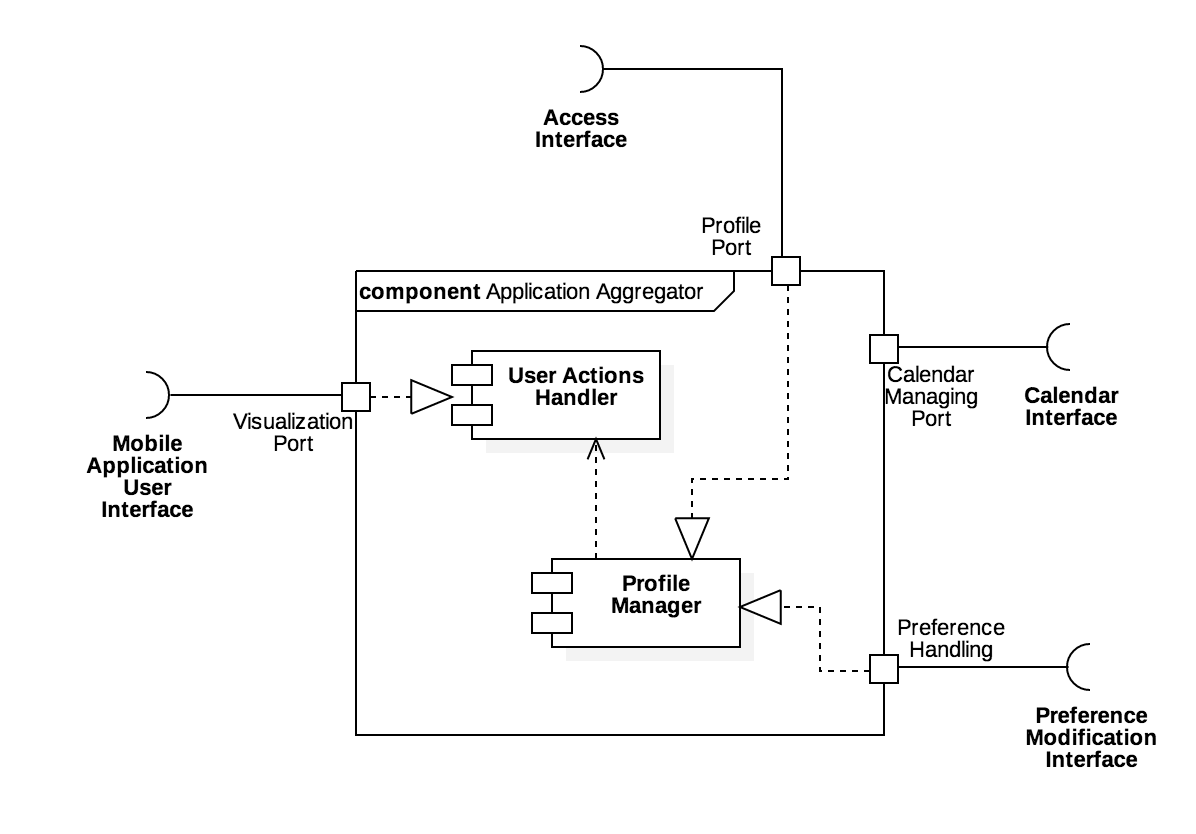 Access
Interface
Profile
Port
component Application Aggregator
User Actions
Handler
Calendar
Managing
Port
Calendar
Interface
Visualization
Port
Mobile
Application
User
Interface
Profile
Manager
Preference
Handling
Preference
Modification
Interface